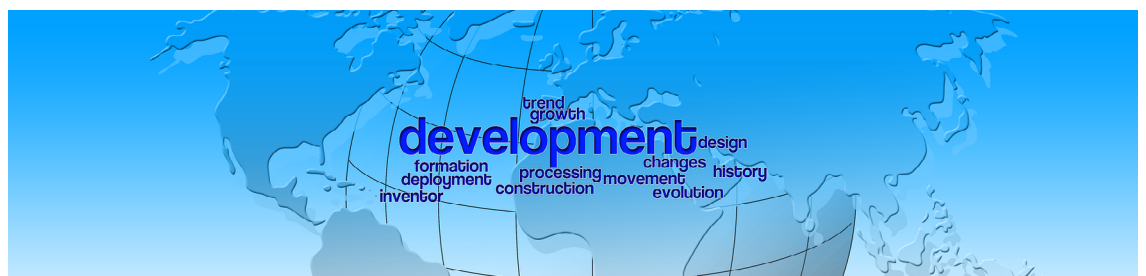 trend
growth
development
design
changes
formation
processing
history
deployment
movement
construction
evolution
inventor